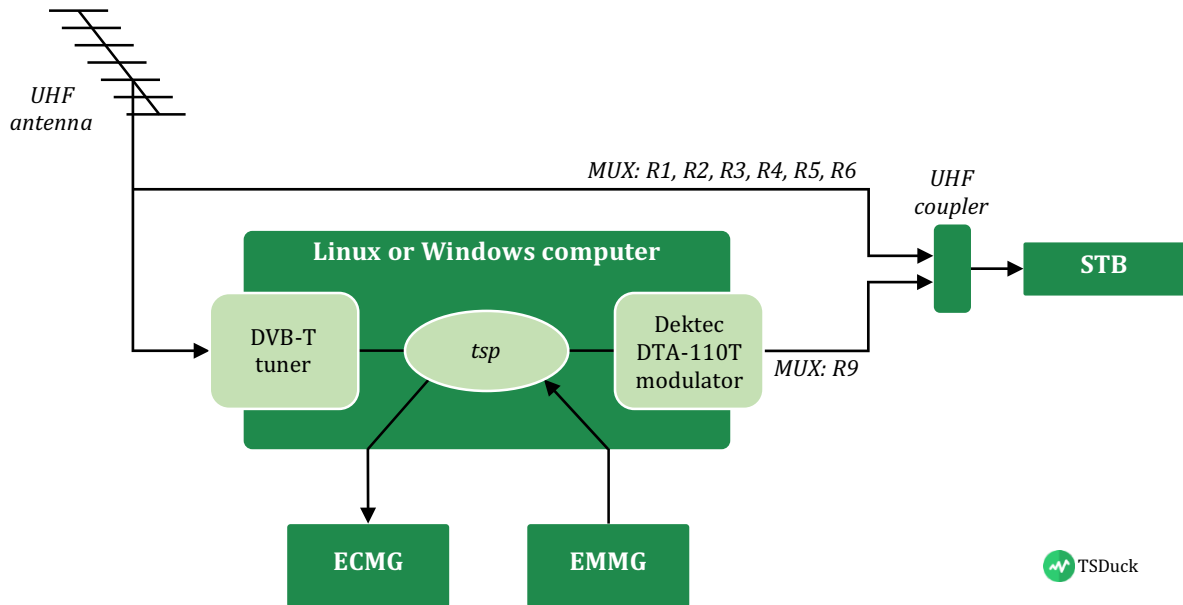 UHF
antenna
MUX: R1, R2, R3, R4, R5, R6
UHF
coupler
Linux or Windows computer
STB
DVB-T
tuner
tsp
Dektec
DTA-110T
modulator
MUX: R9
ECMG
EMMG
TSDuck